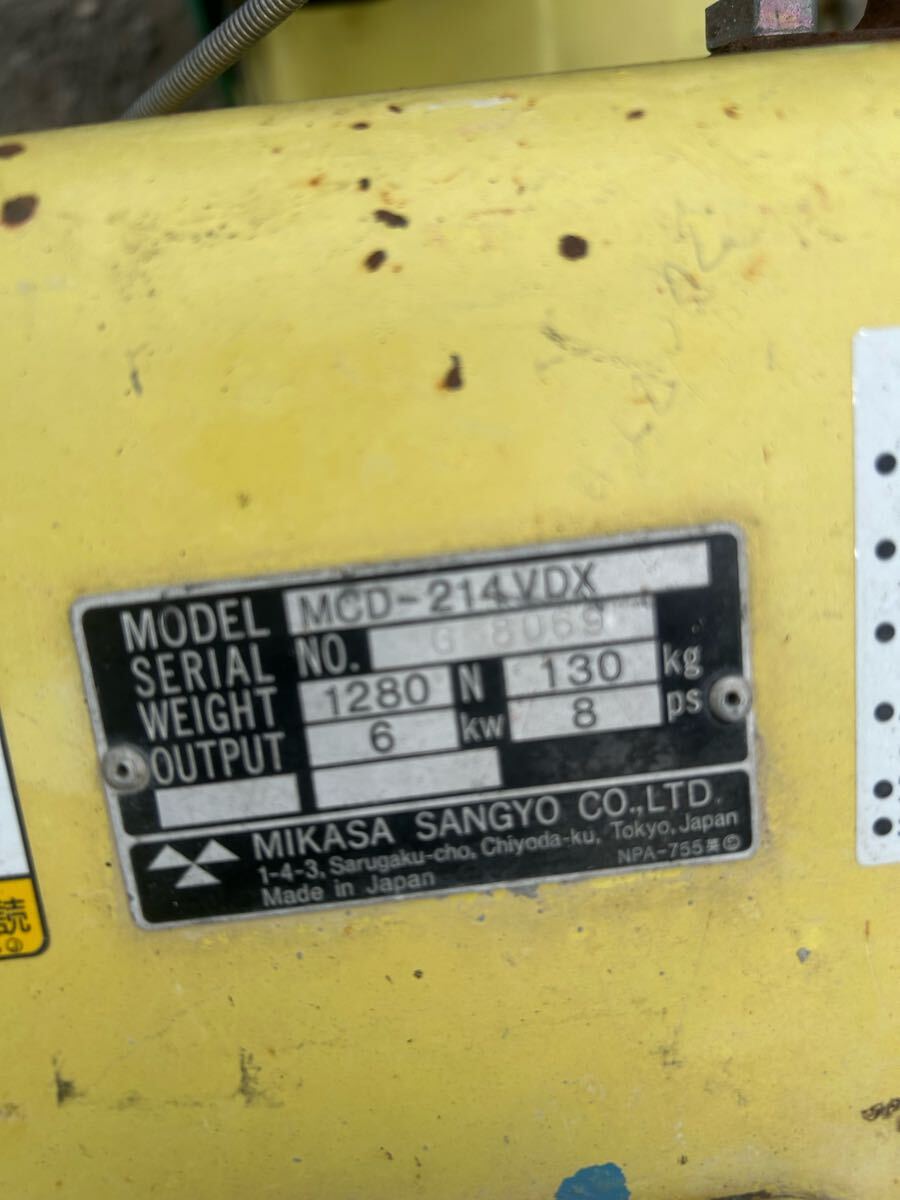 MODEL MCD-214VDX
SERIAL NO. G 8069
WEIGHT 1280 N 130 kg
OUTPUT 6 kw 8 ps
MIKASA SANGYO CO.,LTD.
1-4-3, Sarugaku-cho, Chiyoda-ku, Tokyo, Japan
Made in Japan NPA-755
読